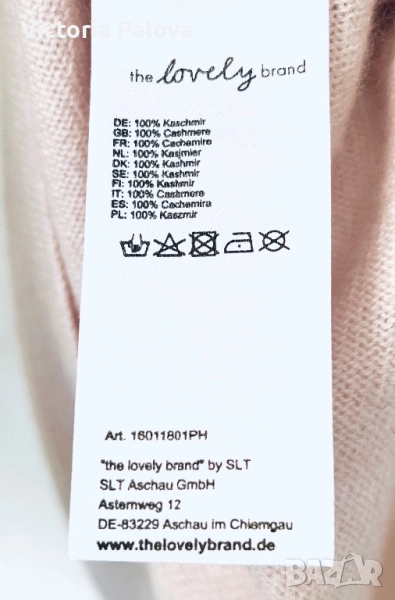 Victoria Palova
the lovely brand
DE: 100% Kaschmir
GB: 100% Cashmere
FR: 100% Cachemire
NL: 100% Kasjmier
DK: 100% Kashmir
SE: 100% Kashmir
FI: 100% Kashmir
IT: 100% Cashmere
ES: 100% Cachemira
PL: 100% Kaszmir
Art. 16011801PH
"the lovely brand" by SLT
SLT Aschau GmbH
Asternweg 12
DE-83229 Aschau im Chiemgau
www.thelovelybrand.de
BAZAR.bg